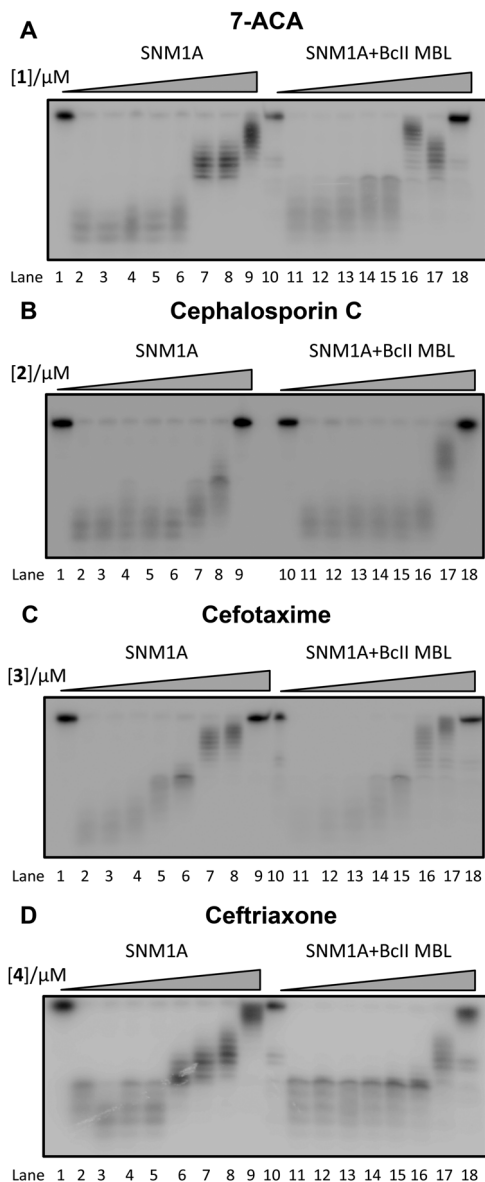 A
7-ACA
SNM1A SNM1A+BcII MBL
[1]/μM
Lane 1 2 3 4 5 6 7 8 9 10 11 12 13 14 15 16 17 18
B
Cephalosporin C
SNM1A SNM1A+BcII MBL
[2]/μM
Lane 1 2 3 4 5 6 7 8 9 10 11 12 13 14 15 16 17 18
C
Cefotaxime
SNM1A SNM1A+BcII MBL
[3]/μM
Lane 1 2 3 4 5 6 7 8 9 10 11 12 13 14 15 16 17 18
D
Ceftriaxone
SNM1A SNM1A+BcII MBL
[4]/μM
Lane 1 2 3 4 5 6 7 8 9 10 11 12 13 14 15 16 17 18